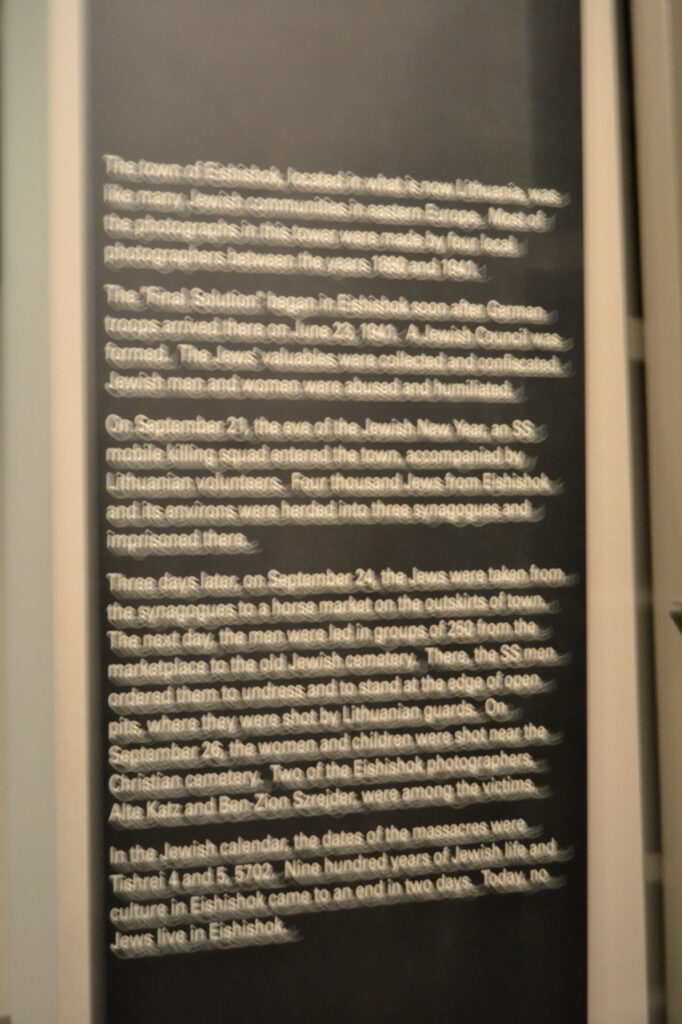 The town of Eishishok, located in what is now Lithuania, was
like many Jewish communities in eastern Europe. Most of
the photographs in this tower were made by four local
photographers between the years 1890 and 1941.
The "Final Solution" began in Eishishok soon after German
troops arrived there on June 23, 1941. A Jewish Council was
formed. The Jews' valuables were collected and confiscated.
Jewish men and women were abused and humiliated.
On September 21, the eve of the Jewish New Year, an SS
mobile killing squad entered the town, accompanied by
Lithuanian volunteers. Four thousand Jews from Eishishok
and its environs were herded into three synagogues and
imprisoned there.
Three days later, on September 24, the Jews were taken from
the synagogues to a horse market on the outskirts of town.
The next day, the men were led in groups of 250 from the
marketplace to the old Jewish cemetery. There, the SS men
ordered them to undress and to stand at the edge of open
pits, where they were shot by Lithuanian guards. On
September 26, the women and children were shot near the
Christian cemetery. Two of the Eishishok photographers,
Alte Katz and Ben-Zion Szrejder, were among the victims.
In the Jewish calendar, the dates of the massacres were
Tishrei 4 and 5, 5702. Nine hundred years of Jewish life and
culture in Eishishok came to an end in two days. Today, no
Jews live in Eishishok.